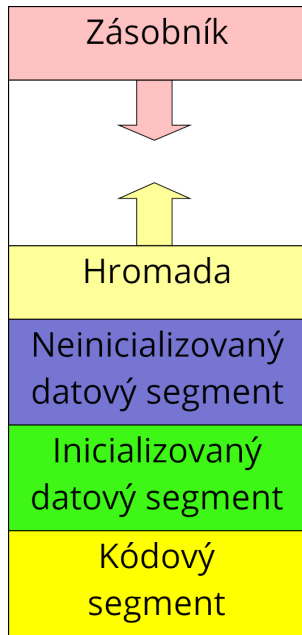 Zásobník
Hromada
Neinicializovaný
datový segment
Inicializovaný
datový segment
Kódový
segment